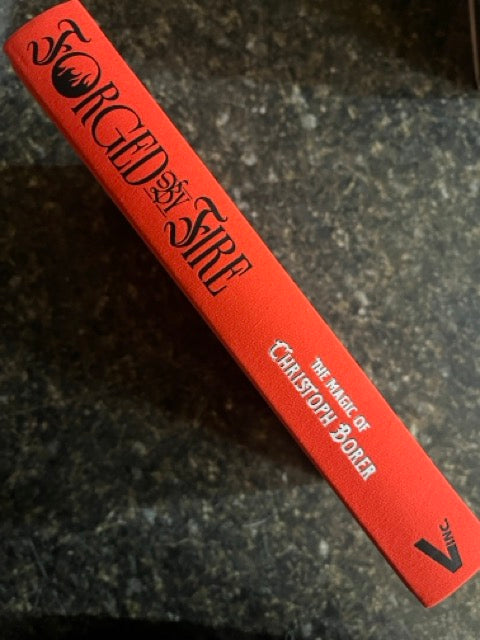 FORGED BY FIRE
THE MAGIC OF
CHRISTOPH BORER
V INC